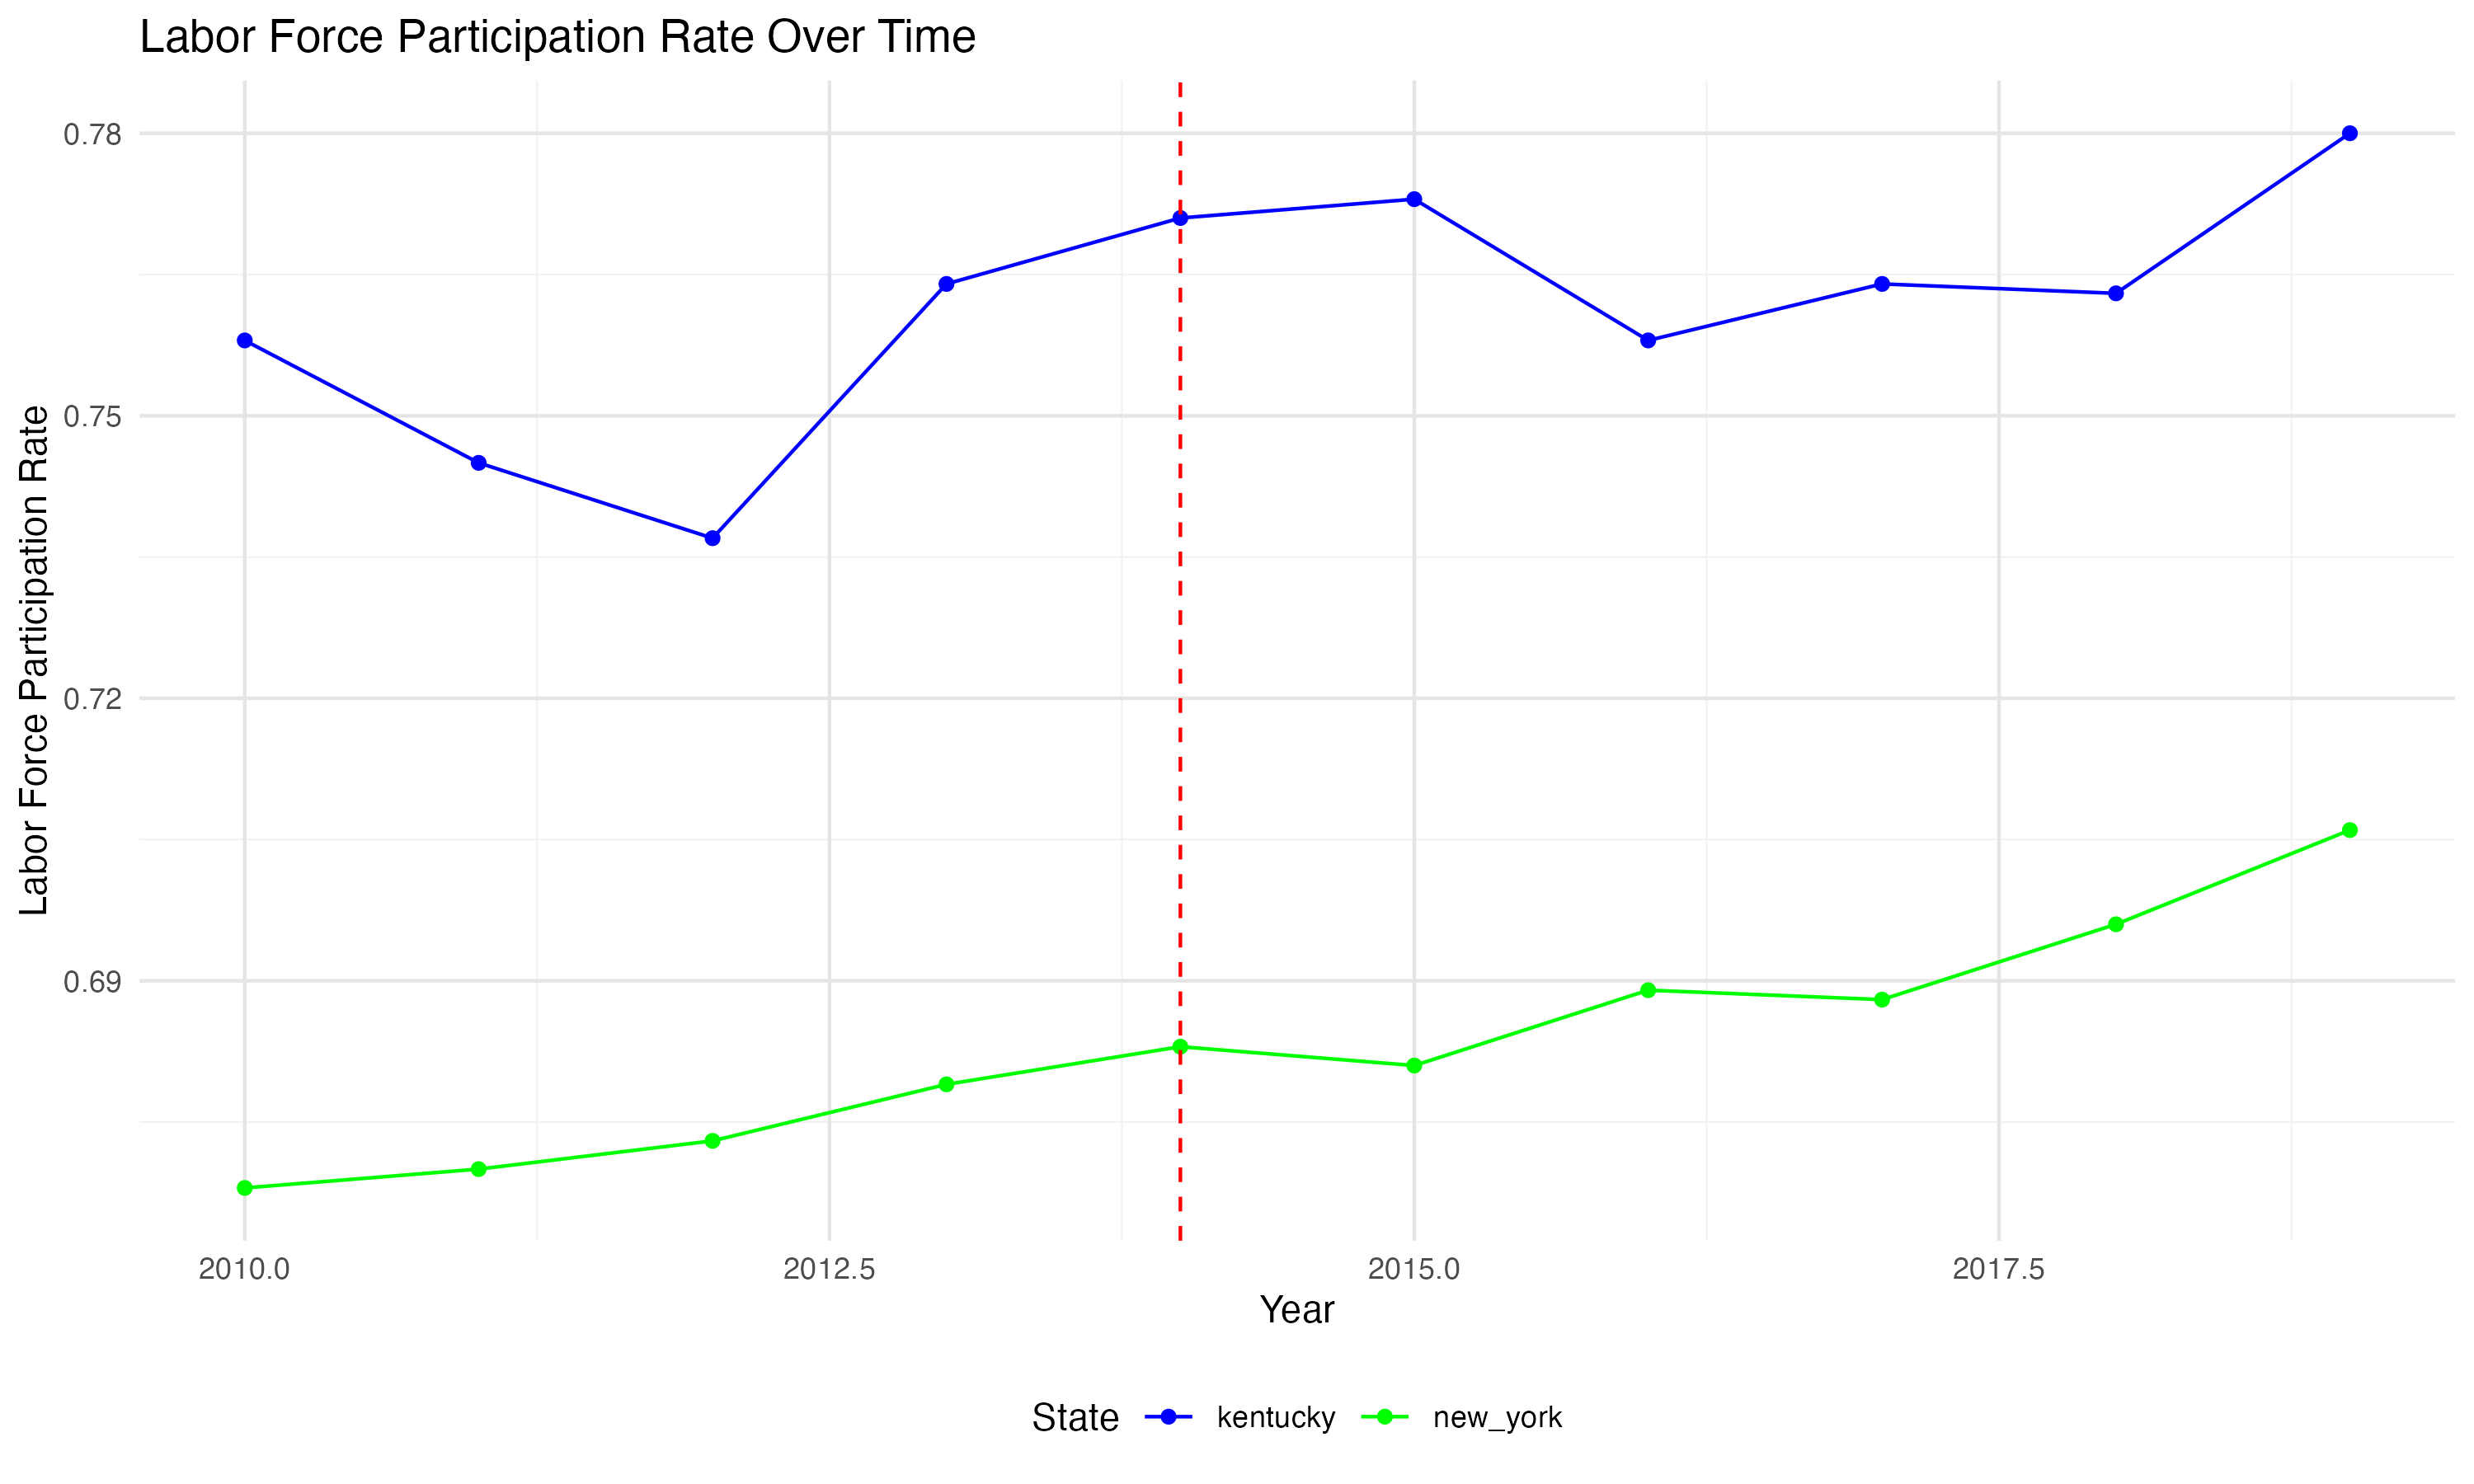 Labor Force Participation Rate Over Time
Labor Force Participation Rate
0.78
0.75
0.72
0.69
2010.0 2012.5 2015.0 2017.5
Year
State kentucky new_york